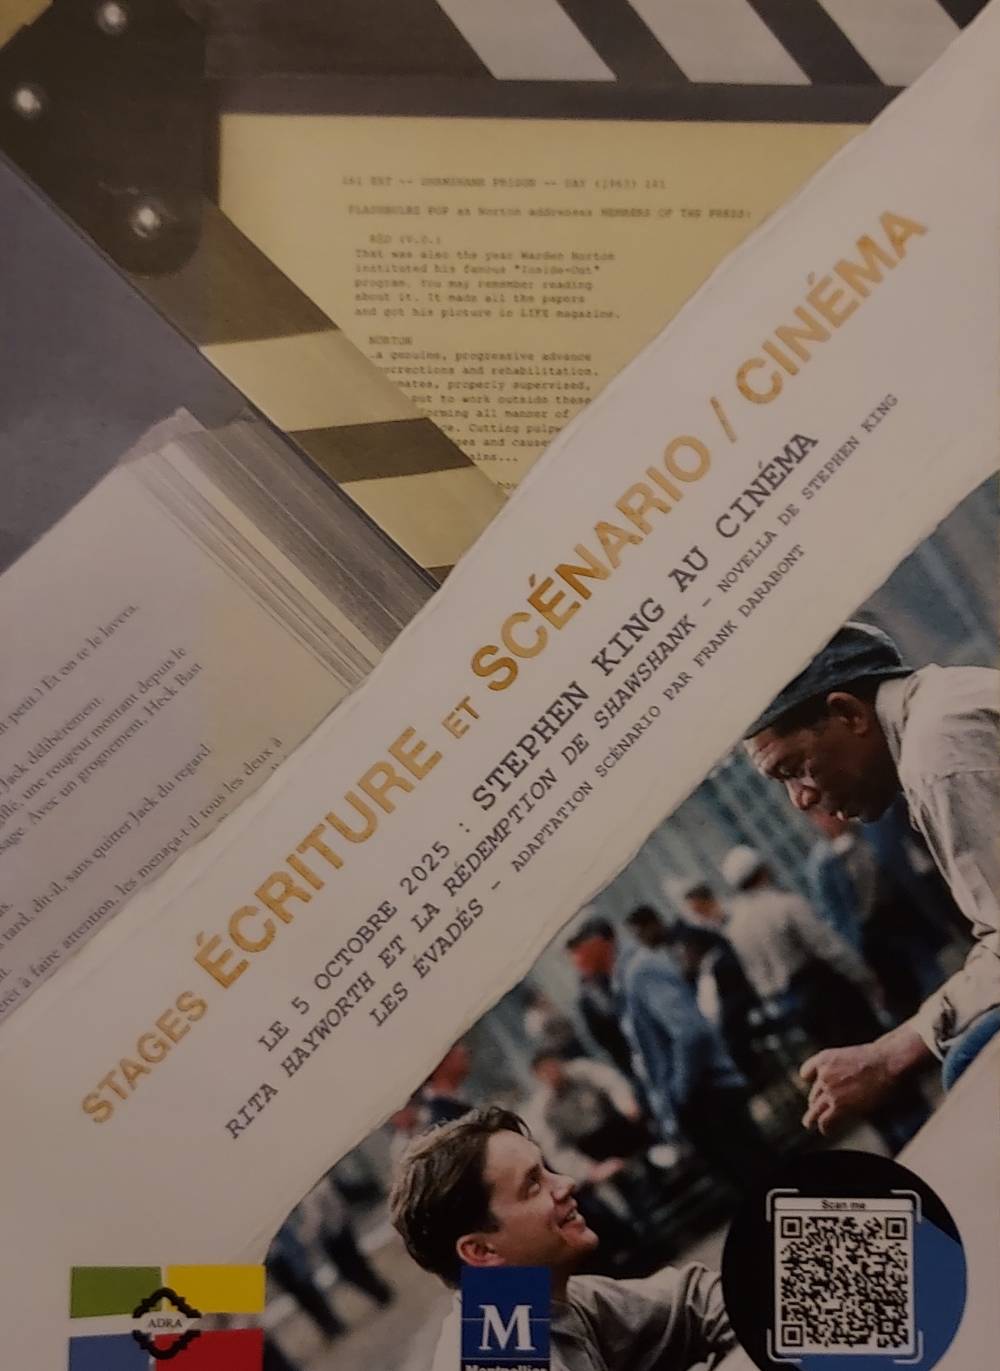 161 EXT -- SHAWSHANK PRISON -- DAY (1963) 161
FLASHBULBS POP as Norton addresses MEMBERS OF THE PRESS:
RED (V.O.)
That was also the year Warden Norton
instituted his famous "Inside-Out"
program. You may remember reading
about it. It made all the papers
and got his picture in LIFE magazine.
NORTON
a genuine, progressive advance
corrections and rehabilitation.
mates, properly supervised,
put to work outside these
forming all manner of
ce. Cutting pulpw
ges and cause
ains...
STAGES ÉCRITURE ET SCÉNARIO / CINÉMA
LE 5 OCTOBRE 2025 : STEPHEN KING AU CINÉMA
RITA HAYWORTH ET LA RÉDEMPTION DE SHAWSHANK - NOVELLA DE STEPHEN KING
LES ÉVADÉS - ADAPTATION SCÉNARIO PAR FRANK DARABONT
n petit.) Et on te le lavera.
Jack délibérément
flé, une rougeur montant depuis le
sage. Avec un grognement, Heck Bast
tard, dit-il, sans quitter Jack du regard
à faire attention, les menaça-t-il tous les deux à
Scan me
ADRA
M
Montpellier